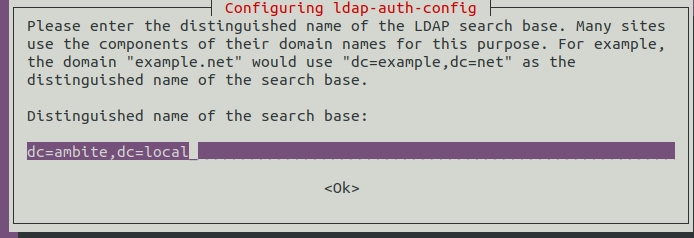 Configuring ldap-auth-config
Please enter the distinguished name of the LDAP search base. Many sites
use the components of their domain names for this purpose. For example,
the domain "example.net" would use "dc=example,dc=net" as the
distinguished name of the search base.
Distinguished name of the search base:
dc=ambite,dc=local
<Ok>